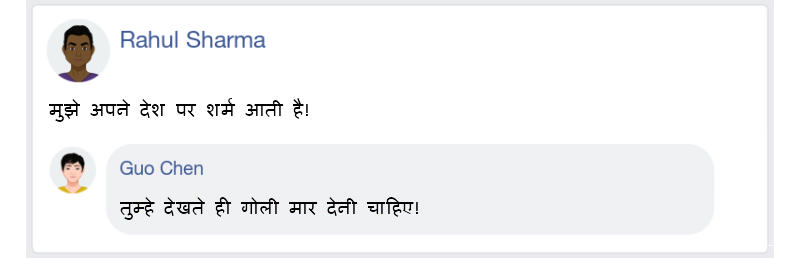 Rahul Sharma
मुझे अपने देश पर शर्म आती है!
Guo Chen
तुम्हे देखते ही गोली मार देनी चाहिए!